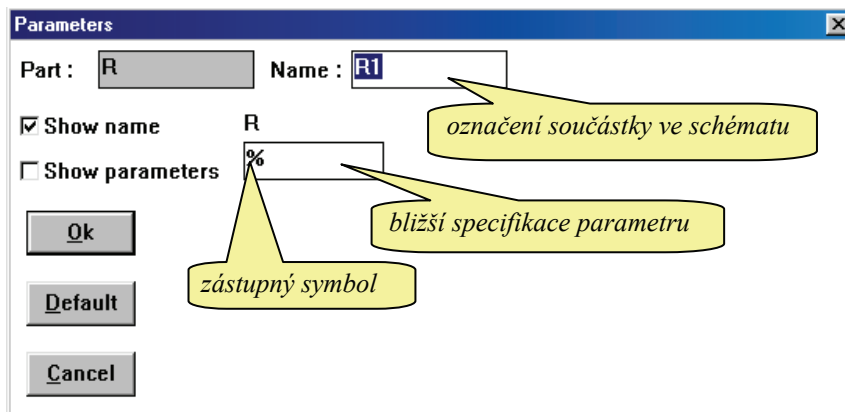 Parameters
Part : R Name : R1
označení součástky ve schématu
Show name R
Show parameters %
bližší specifikace parametru
Ok
zástupný symbol
Default
Cancel